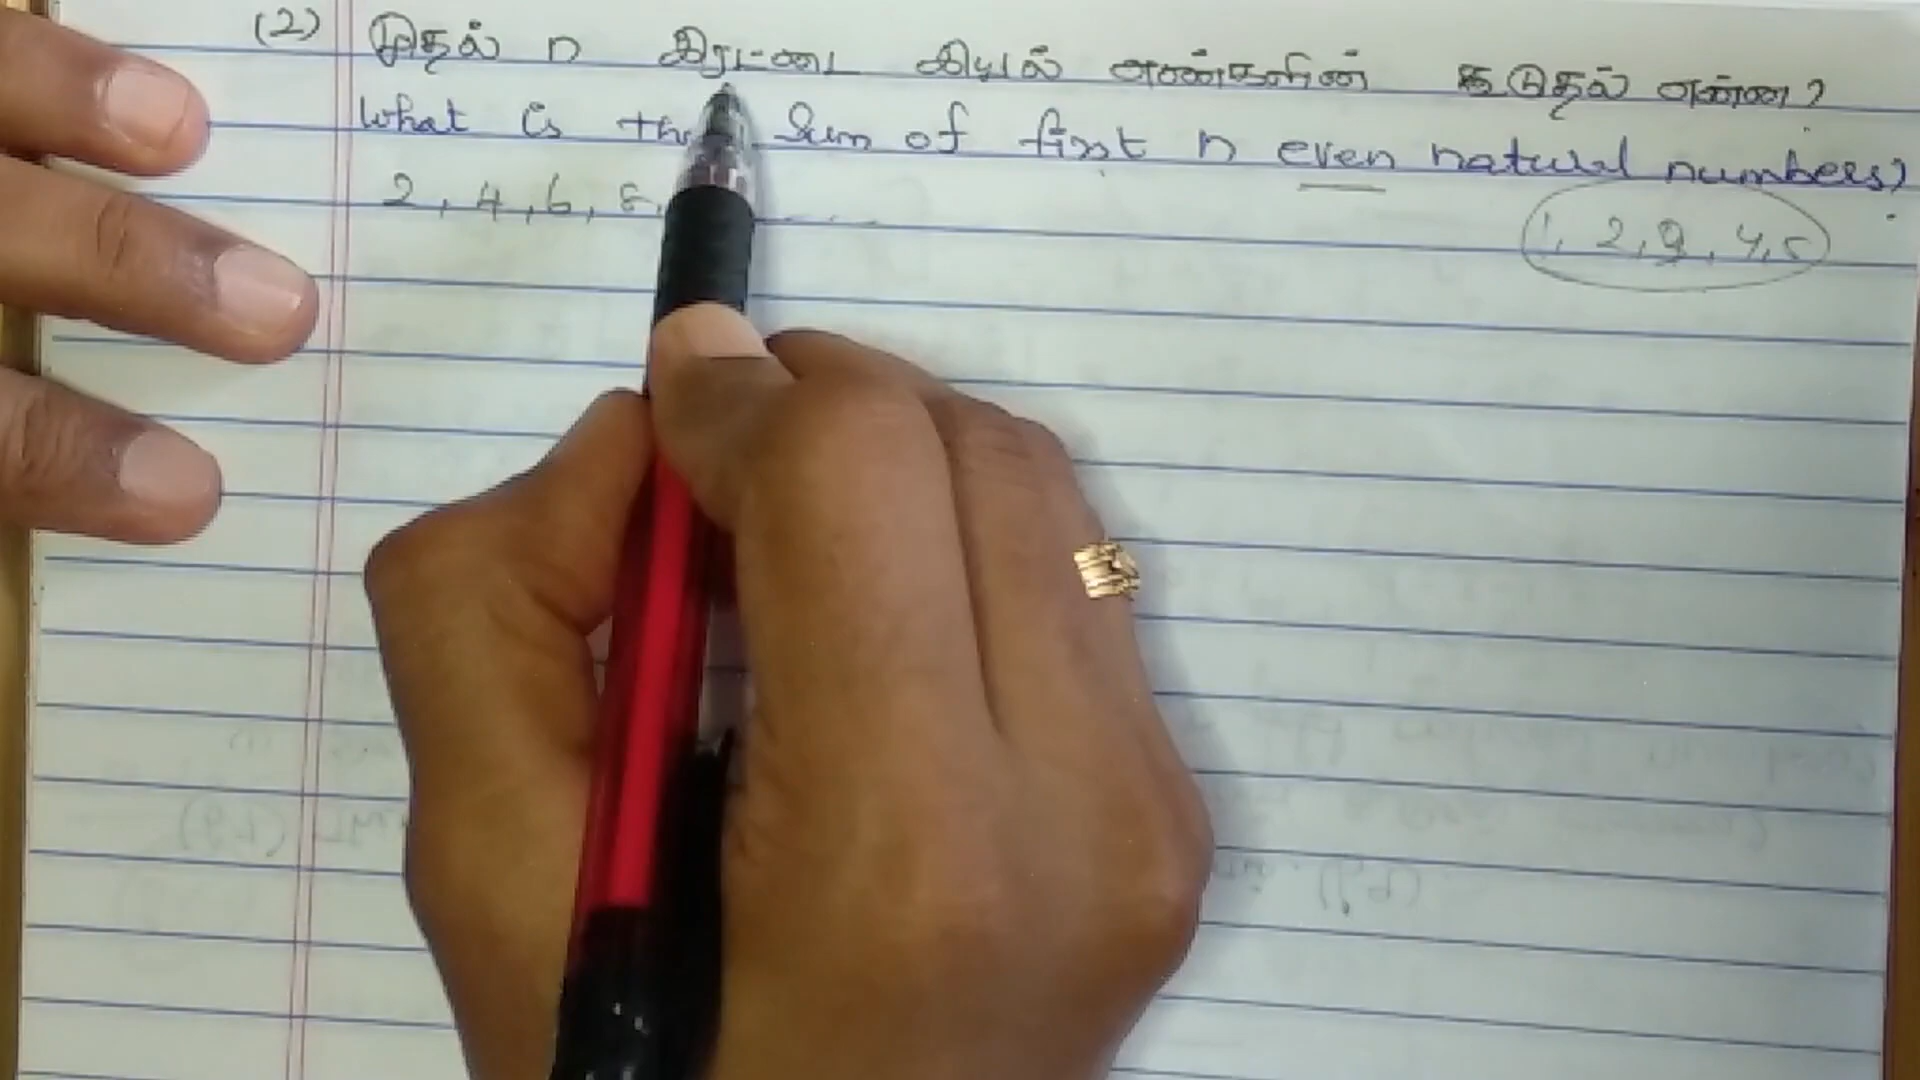 (2) முதல் n இரட்டை இயல் எண்களின் கூடுதல் என்ன?
What is the Sum of first n even natural numbers?
2, 4, 6, 8, .....
1, 2, 3, 4, 5